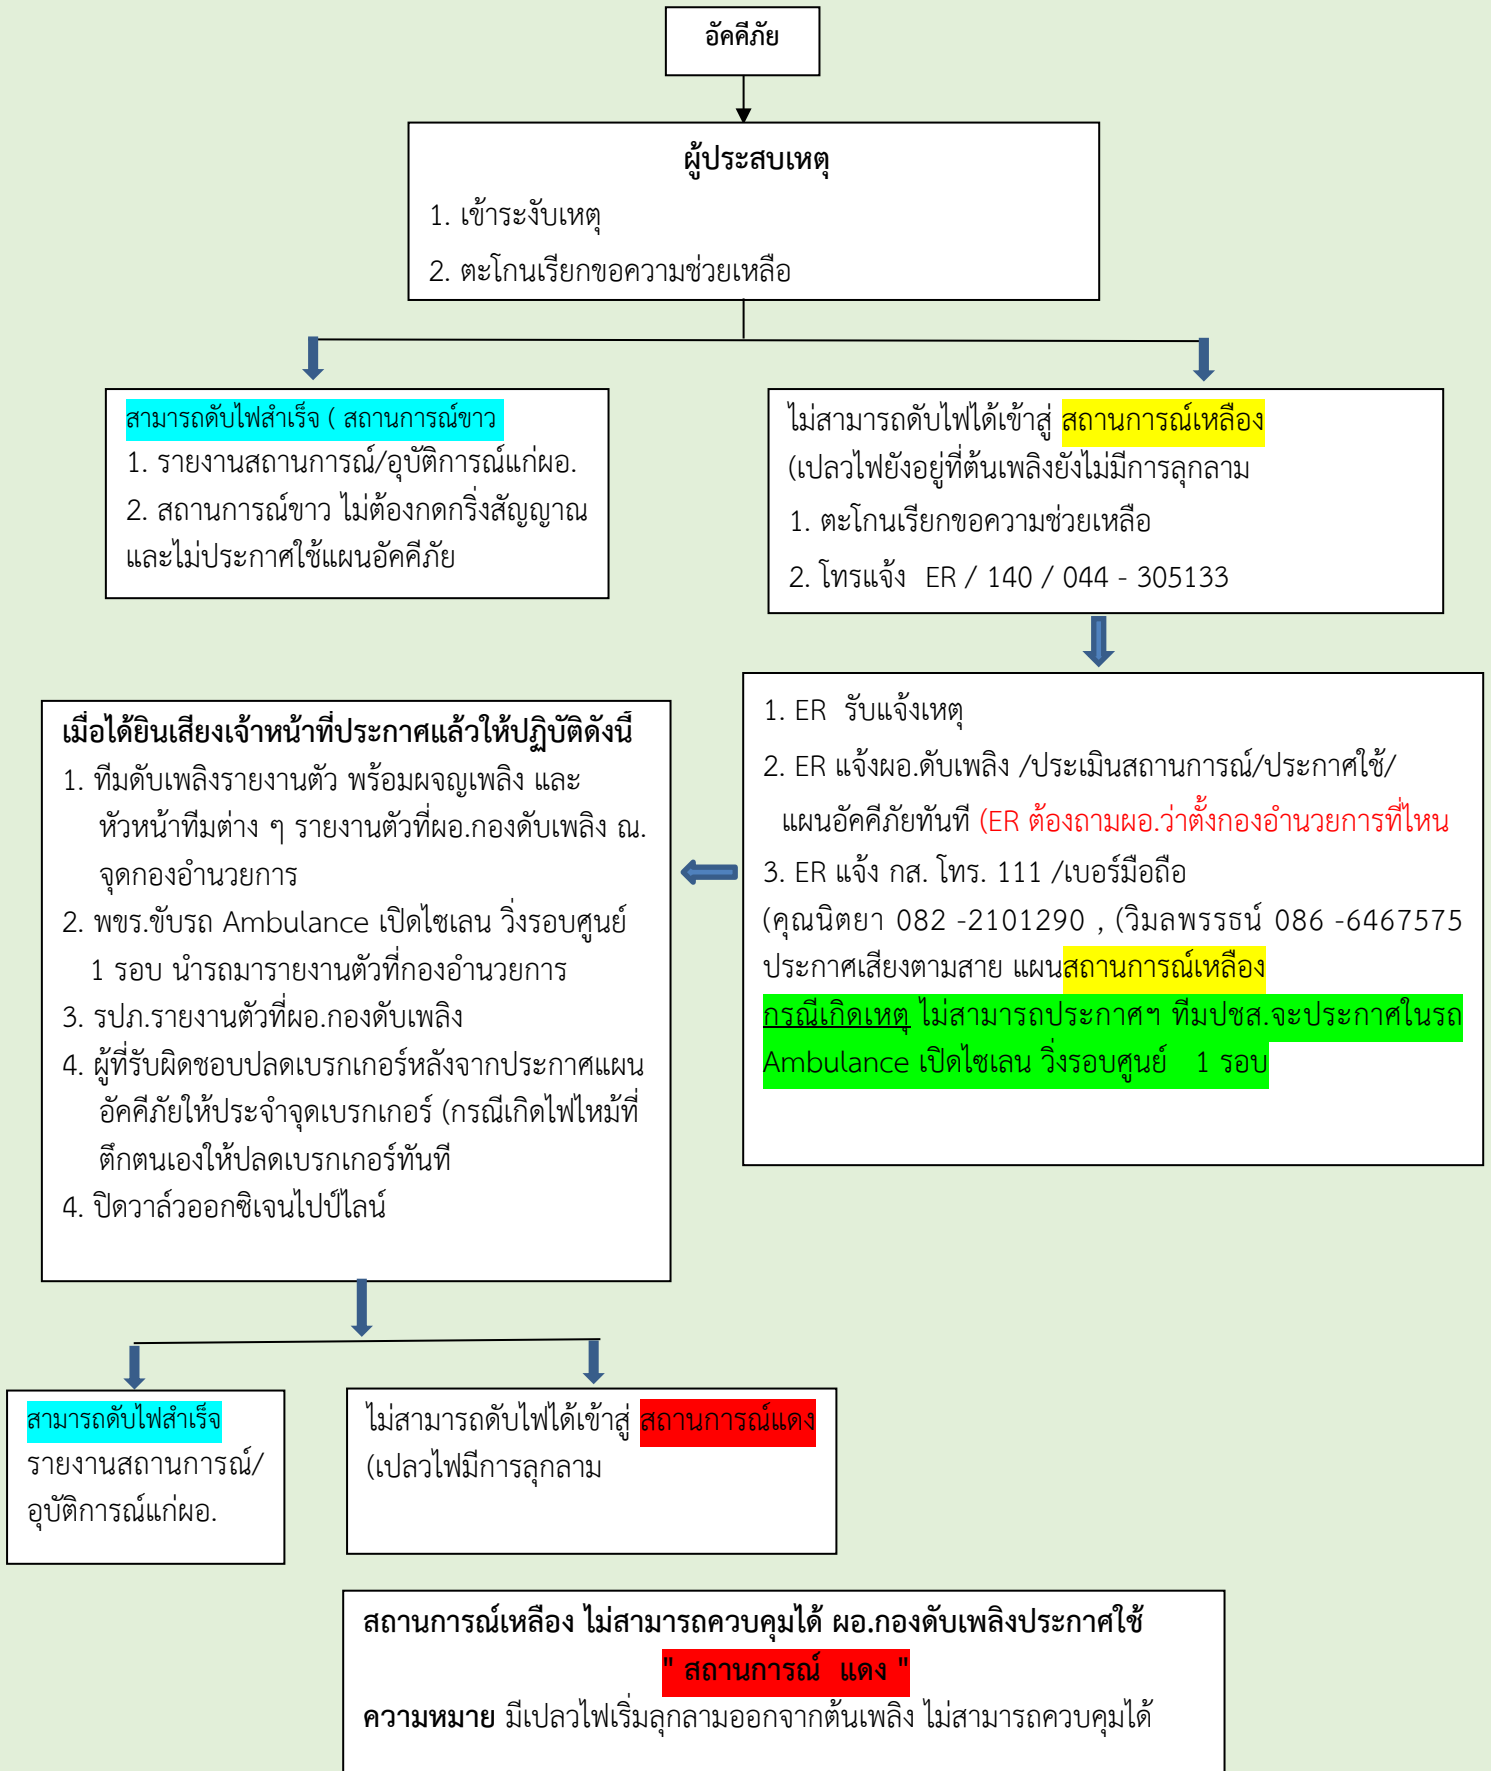 อัคคีภัย
ผู้ประสบเหตุ
1. เข้าระงับเหตุ
2. ตะโกนเรียกขอความช่วยเหลือ
สามารถดับไฟสำเร็จ ( สถานการณ์ขาว
1. รายงานสถานการณ์/อุบัติการณ์แก่ผอ.
2. สถานการณ์ขาว ไม่ต้องกดกริ่งสัญญาณ
และไม่ประกาศใช้แผนอัคคีภัย
ไม่สามารถดับไฟได้เข้าสู่ สถานการณ์เหลือง
(เปลวไฟยังอยู่ที่ต้นเพลิงยังไม่มีการลุกลาม
1. ตะโกนเรียกขอความช่วยเหลือ
2. โทรแจ้ง ER / 140 / 044 - 305133
1. ER รับแจ้งเหตุ
2. ER แจ้งผอ.ดับเพลิง /ประเมินสถานการณ์/ประกาศใช้/
แผนอัคคีภัยทันที (ER ต้องถามผอ.ว่าตั้งกองอำนวยการที่ไหน
3. ER แจ้ง กส. โทร. 111 /เบอร์มือถือ
(คุณนิตยา 082 -2101290 , (วิมลพรรธน์ 086 -6467575
ประกาศเสียงตามสาย แผนสถานการณ์เหลือง
กรณีเกิดเหตุ ไม่สามารถประกาศฯ ทีมปชส.จะประกาศในรถ
Ambulance เปิดไซเลน วิ่งรอบศูนย์ 1 รอบ
เมื่อได้ยินเสียงเจ้าหน้าที่ประกาศแล้วให้ปฏิบัติดังนี้
1. ทีมดับเพลิงรายงานตัว พร้อมผจญเพลิง และ
หัวหน้าทีมต่าง ๆ รายงานตัวที่ผอ.กองดับเพลิง ณ.
จุดกองอำนวยการ
2. พขร.ขับรถ Ambulance เปิดไซเลน วิ่งรอบศูนย์
1 รอบ นำรถมารายงานตัวที่กองอำนวยการ
3. รปภ.รายงานตัวที่ผอ.กองดับเพลิง
4. ผู้ที่รับผิดชอบปลดเบรกเกอร์หลังจากประกาศแผน
อัคคีภัยให้ประจำจุดเบรกเกอร์ (กรณีเกิดไฟไหม้ที่
ตึกตนเองให้ปลดเบรกเกอร์ทันที
4. ปิดวาล์วออกซิเจนไปป์ไลน์
สามารถดับไฟสำเร็จ
รายงานสถานการณ์/
อุบัติการณ์แก่ผอ.
ไม่สามารถดับไฟได้เข้าสู่ สถานการณ์แดง
(เปลวไฟมีการลุกลาม
สถานการณ์เหลือง ไม่สามารถควบคุมได้ ผอ.กองดับเพลิงประกาศใช้
" สถานการณ์ แดง "
ความหมาย มีเปลวไฟเริ่มลุกลามออกจากต้นเพลิง ไม่สามารถควบคุมได้